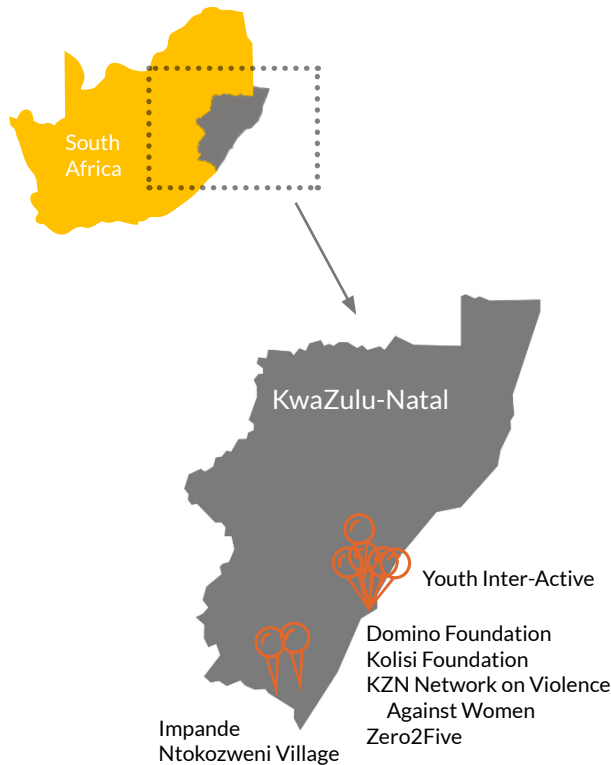 South
Africa
KwaZulu-Natal
Youth Inter-Active
Domino Foundation
Kolisi Foundation
KZN Network on Violence
Against Women
Zero2Five
Impande
Ntokozweni Village